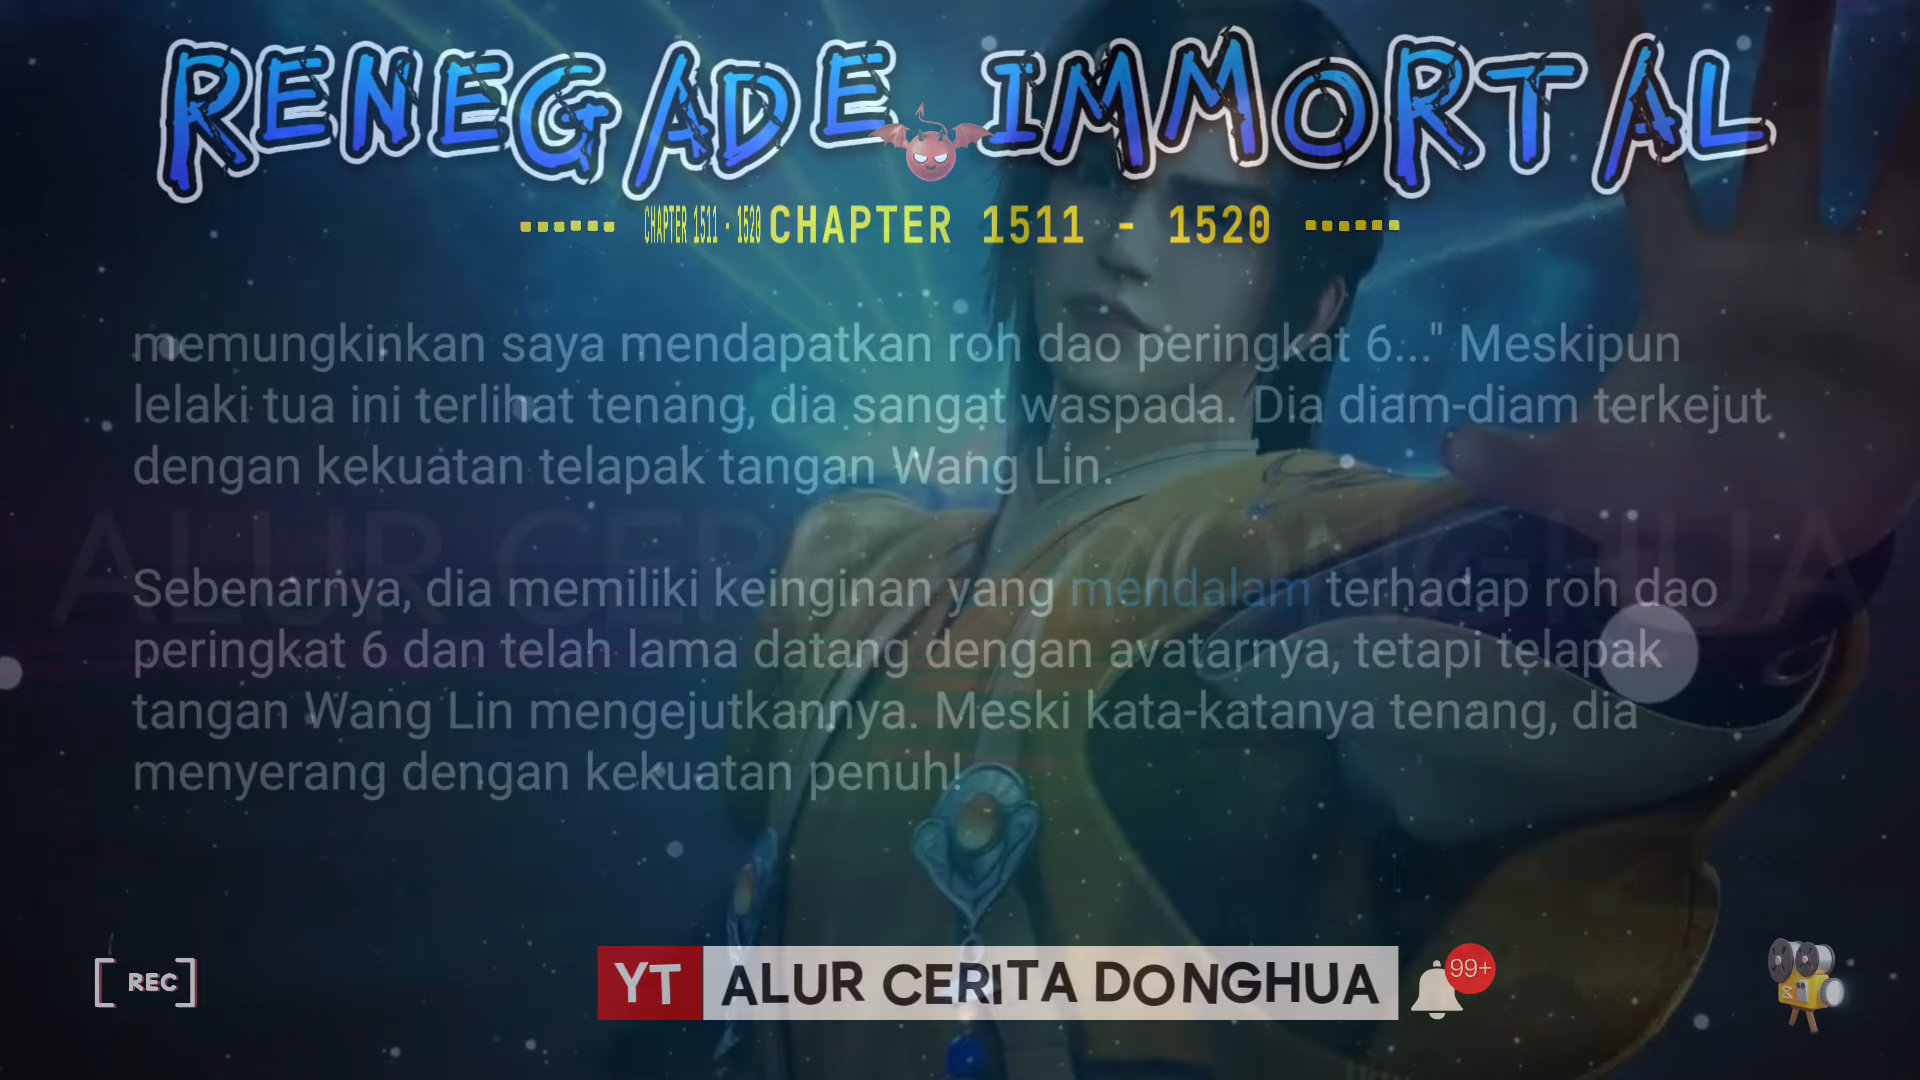 RENEGADE IMMORTAL
CHAPTER 1511 - 1520 CHAPTER 1511 - 1520
memungkinkan saya mendapatkan roh dao peringkat 6..." Meskipun
lelaki tua ini terlihat tenang, dia sangat waspada. Dia diam-diam terkejut
dengan kekuatan telapak tangan Wang Lin.
ALUR CERITA DONGHUA
Sebenarnya, dia memiliki keinginan yang mendalam terhadap roh dao
peringkat 6 dan telah lama datang dengan avatarnya, tetapi telapak
tangan Wang Lin mengejutkannya. Meski kata-katanya tenang, dia
menyerang dengan kekuatan penuh!
REC
YT ALUR CERITA DONGHUA 99+